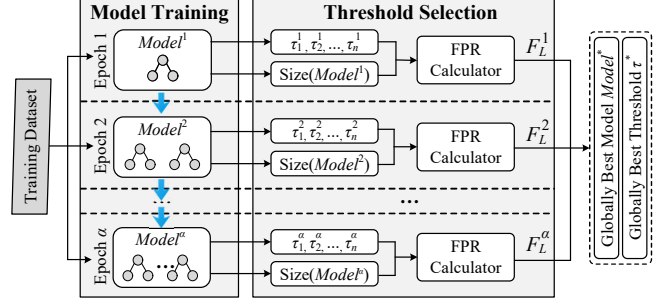 Model Training
Threshold Selection
Training Dataset
Epoch 1
Model¹
τ₁¹, τ₂¹, ..., τₙ¹
Size(Model¹)
FPR
Calculator
F_L¹
Epoch 2
Model²
τ₁², τ₂², ..., τₙ²
Size(Model²)
FPR
Calculator
F_L²
...
...
Epoch α
Model^α
...
τ₁^α, τ₂^α, ..., τₙ^α
Size(Model^α)
FPR
Calculator
F_L^α
Globally Best Model Model*
Globally Best Threshold τ*